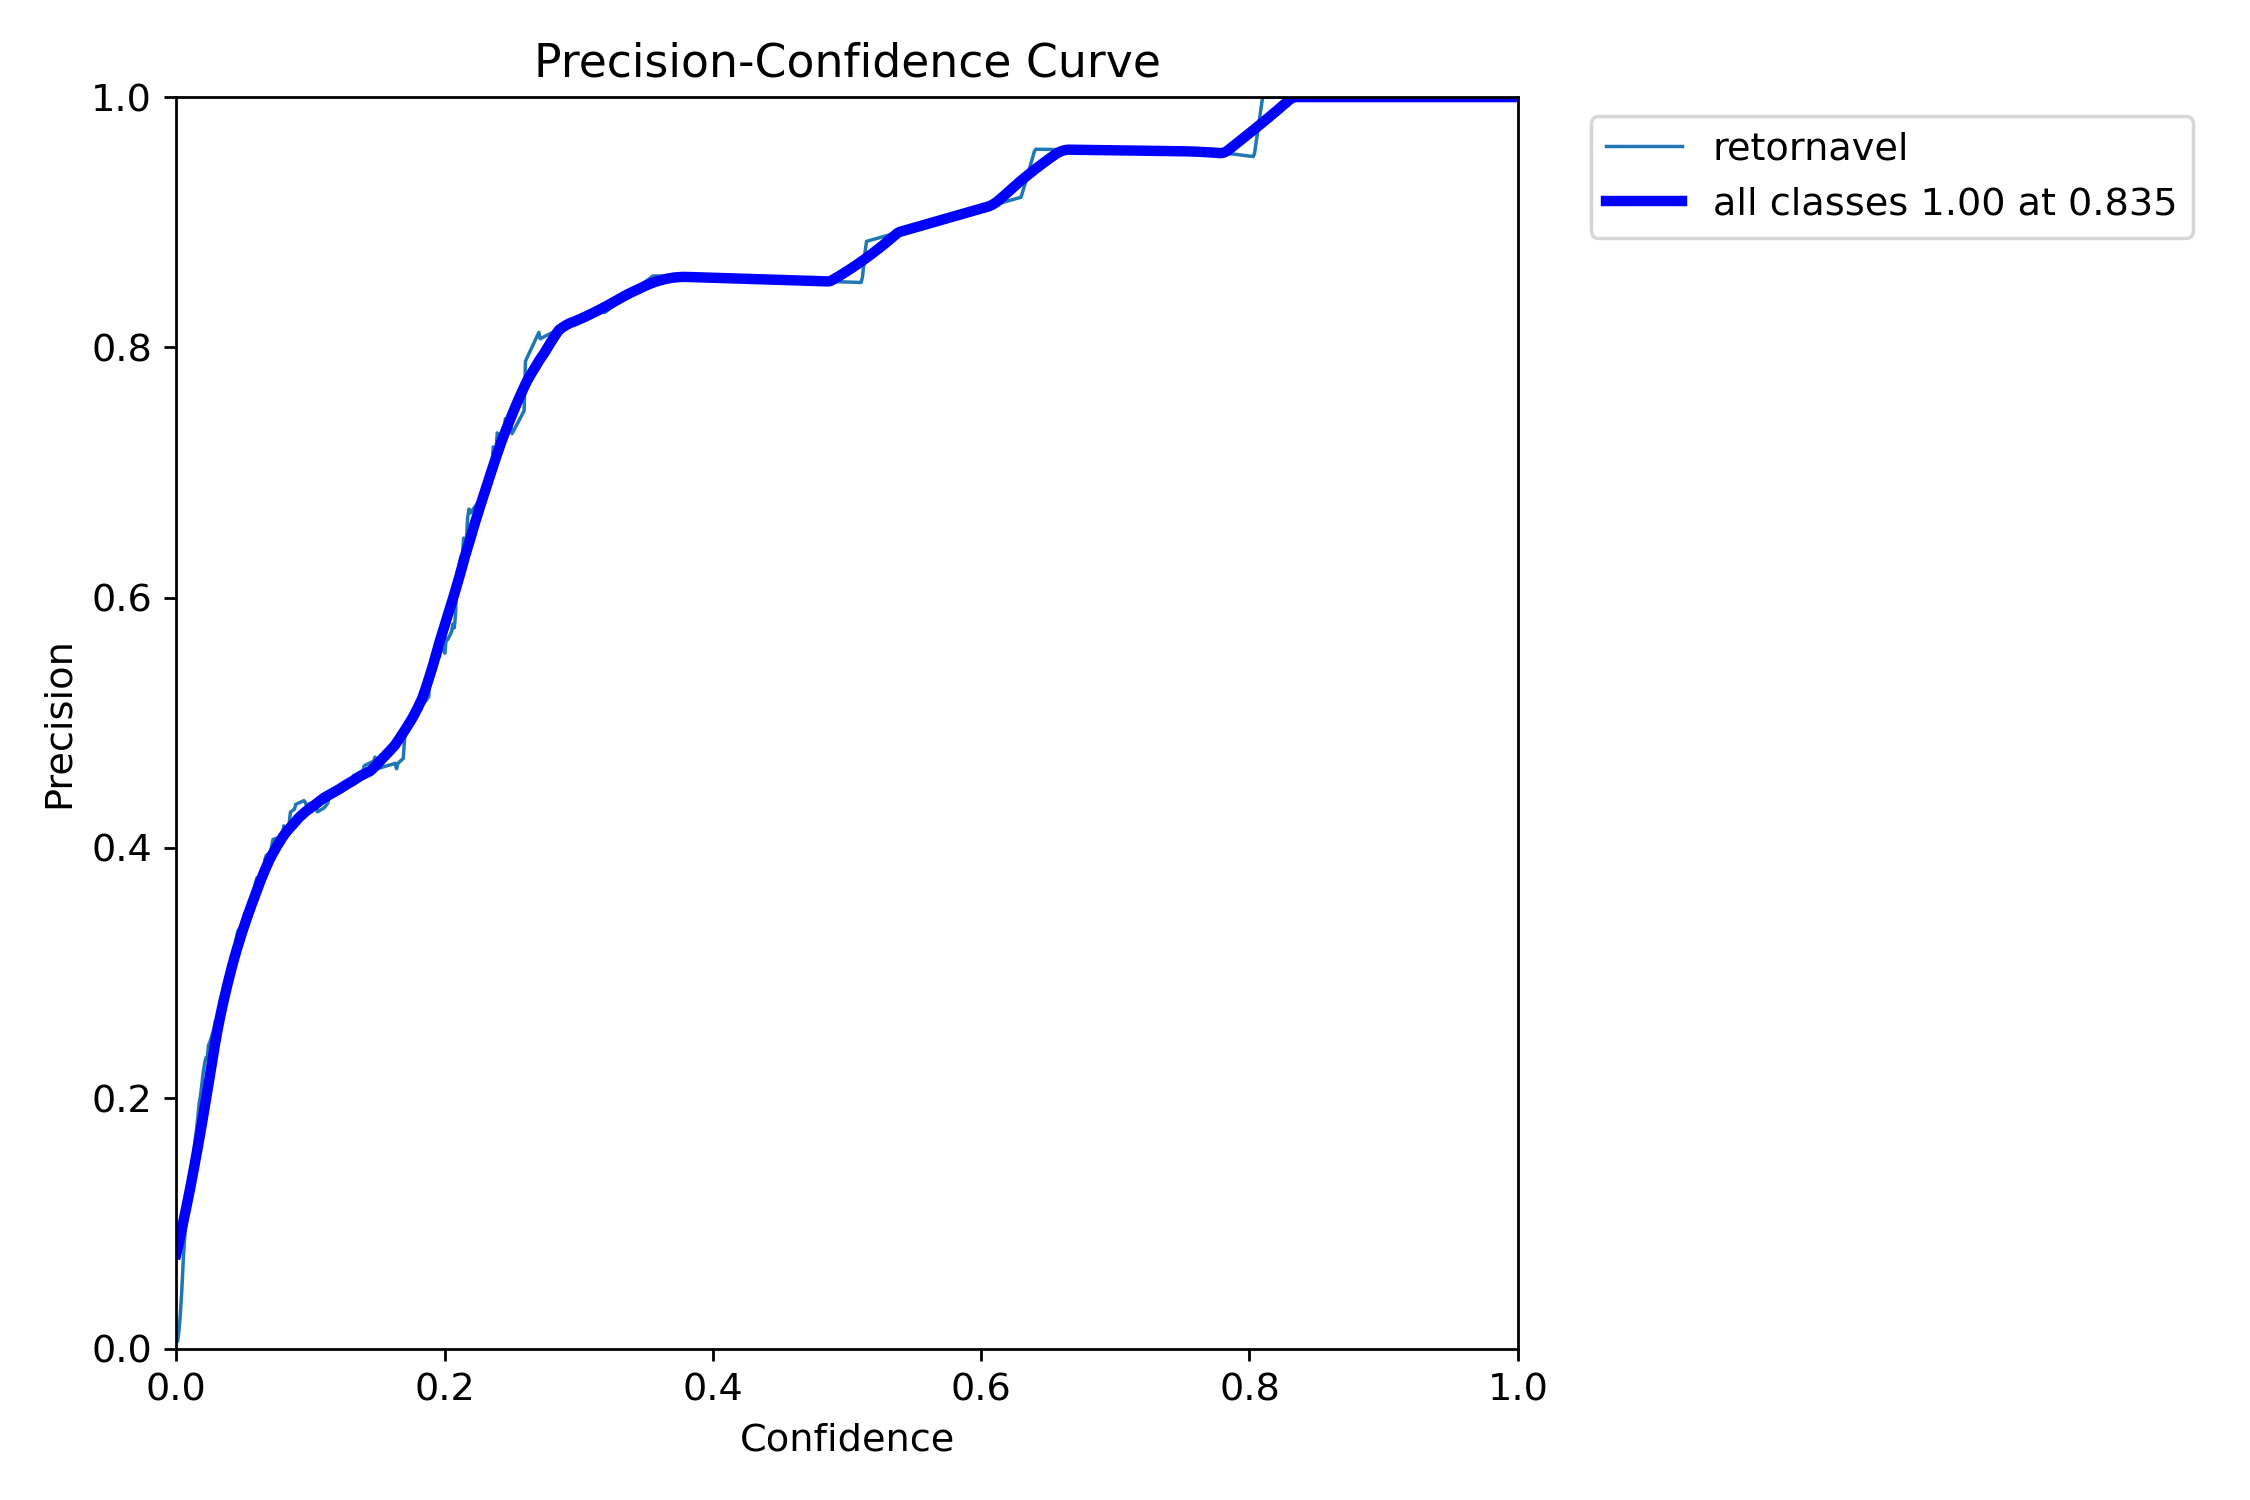 Precision-Confidence Curve
1.0
0.8
0.6
0.4
0.2
0.0
Precision
0.0 0.2 0.4 0.6 0.8 1.0
Confidence
retornavel
all classes 1.00 at 0.835